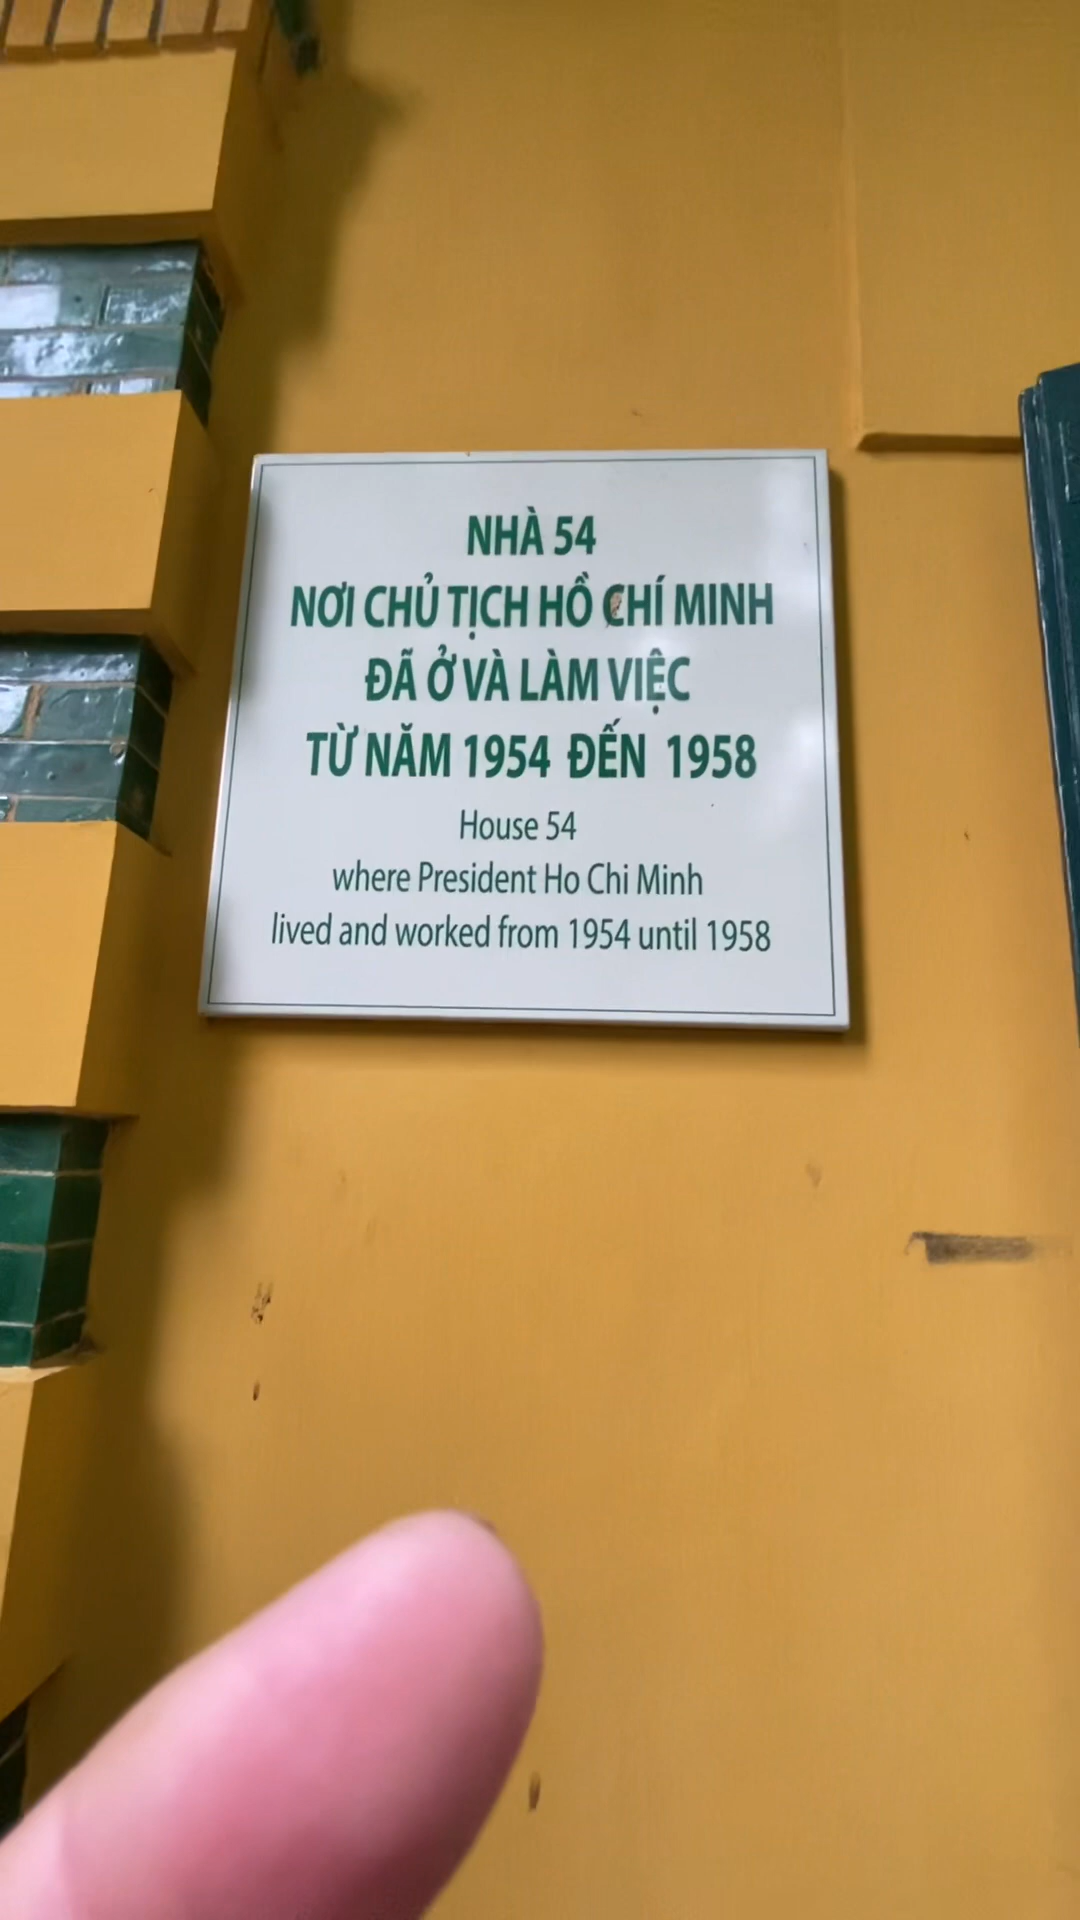 NHÀ 54
NƠI CHỦ TỊCH HỒ CHÍ MINH
ĐÃ Ở VÀ LÀM VIỆC
TỪ NĂM 1954 ĐẾN 1958
House 54
where President Ho Chi Minh
lived and worked from 1954 until 1958